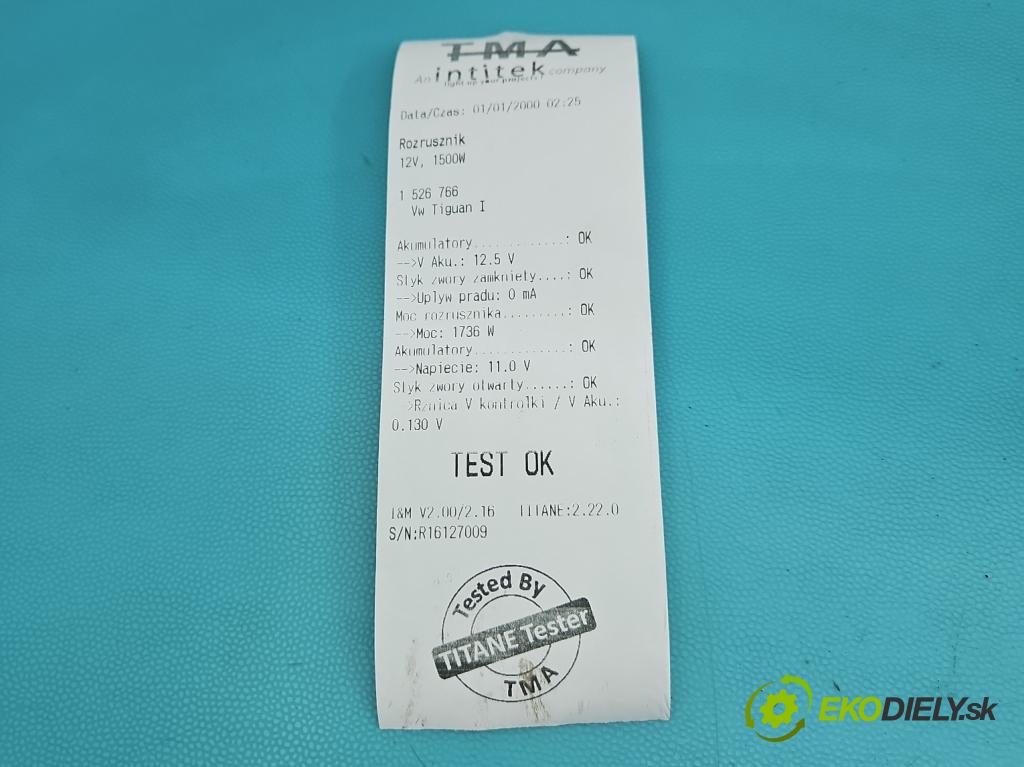 TMA
An intitek company
light up your projects !
Data/Czas: 01/01/2000 02:25
Rozrusznik
12V, 1500W
1 526 766
Vw Tiguan I
Akumulatory............: OK
-->V Aku.: 12.5 V
Styk zwory zamkniety....: OK
-->Uplyw pradu: 0 mA
Moc rozrusznika.........: OK
-->Moc: 1736 W
Akumulatory............: OK
-->Napiecie: 11.0 V
Styk zwory otwarty......: OK
>Rznica V kontrolki / V Aku.:
0.130 V
TEST OK
I&M V2.00/2.16 TITANE:2.22.0
S/N:R16127009
Tested By
TITANE Tester
TMA
EKODIELY.sk